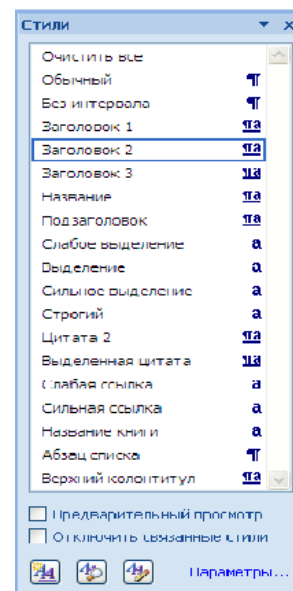 Стили
Очистить все
Обычный ¶
Без интервала ¶
Заголовок 1 ¶a
Заголовок 2 ¶a
Заголовок 3 ¶a
Название ¶a
Подзаголовок ¶a
Слабое выделение a
Выделение a
Сильное выделение a
Строгий a
Цитата 2 ¶a
Выделенная цитата ¶a
Слабая ссылка a
Сильная ссылка a
Название книги a
Абзац списка ¶
Верхний колонтитул ¶a
Предварительный просмотр
Отключить связанные стили
Параметры...